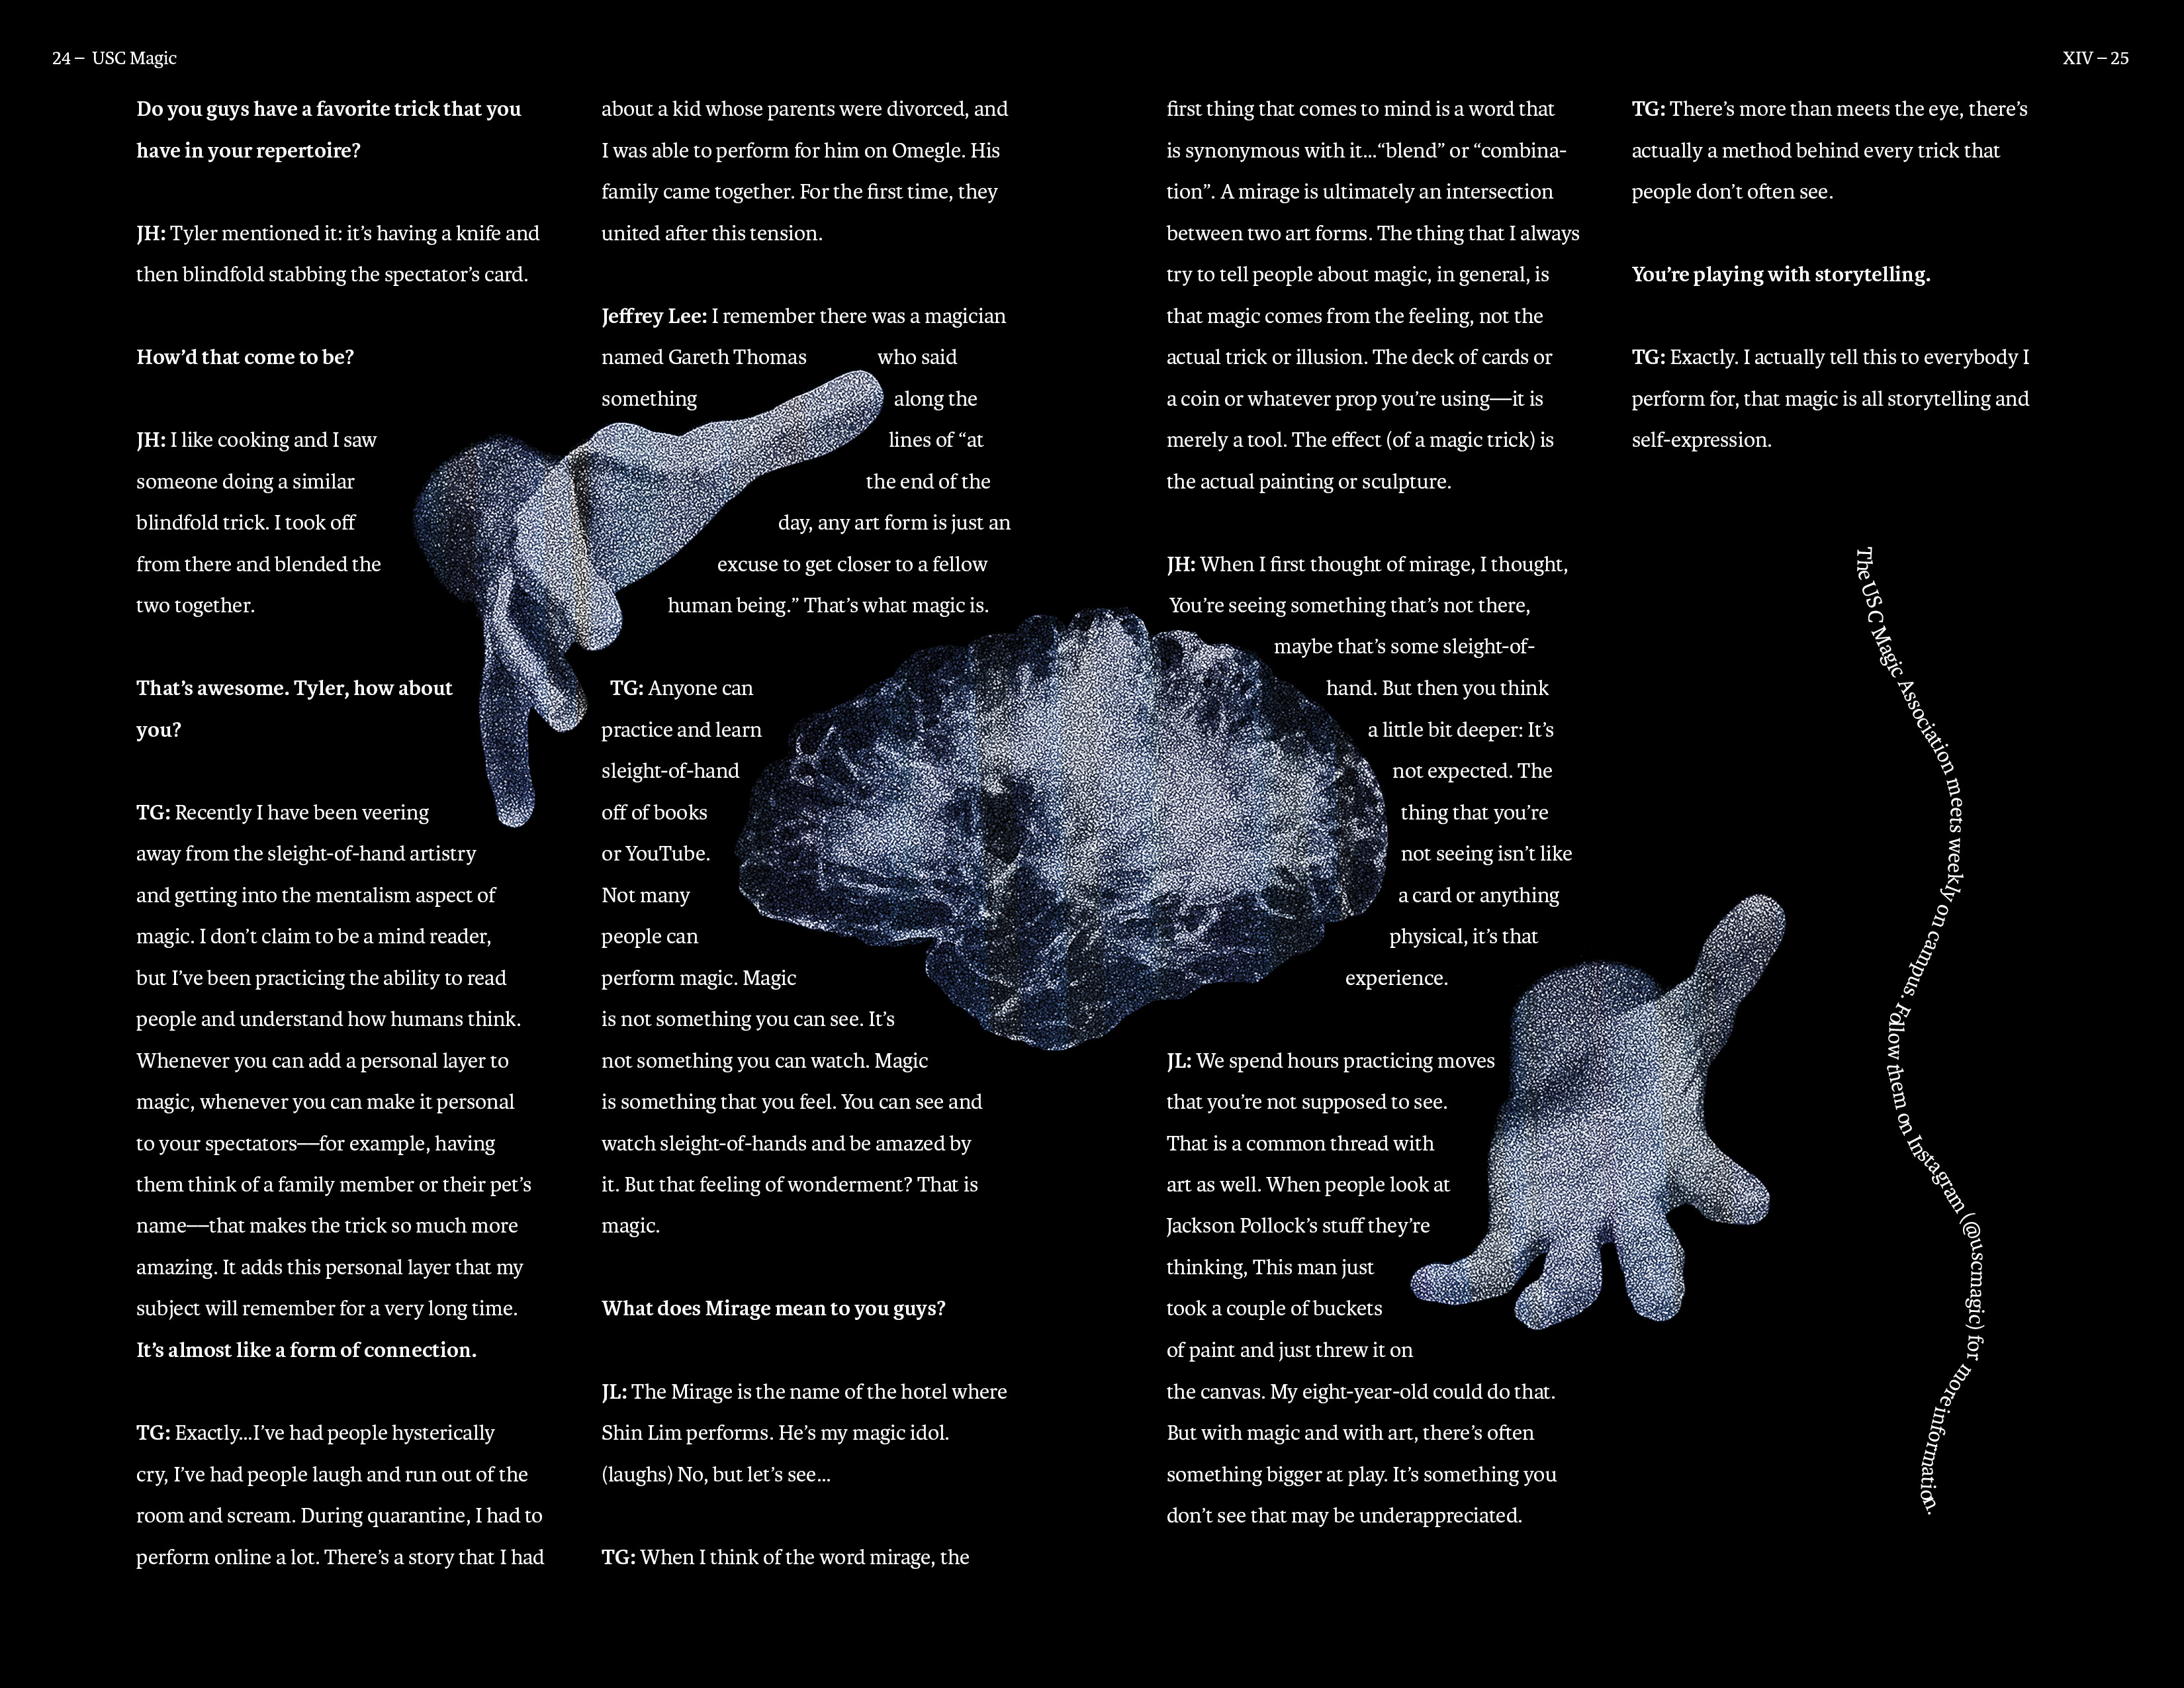 24 — USC Magic
XIV — 25
Do you guys have a favorite trick that you
have in your repertoire?
JH: Tyler mentioned it: it’s having a knife and
then blindfold stabbing the spectator’s card.
How’d that come to be?
JH: I like cooking and I saw
someone doing a similar
blindfold trick. I took off
from there and blended the
two together.
That’s awesome. Tyler, how about
you?
TG: Recently I have been veering
away from the sleight-of-hand artistry
and getting into the mentalism aspect of
magic. I don’t claim to be a mind reader,
but I’ve been practicing the ability to read
people and understand how humans think.
Whenever you can add a personal layer to
magic, whenever you can make it personal
to your spectators—for example, having
them think of a family member or their pet’s
name—that makes the trick so much more
amazing. It adds this personal layer that my
subject will remember for a very long time.
It’s almost like a form of connection.
TG: Exactly...I’ve had people hysterically
cry, I’ve had people laugh and run out of the
room and scream. During quarantine, I had to
perform online a lot. There’s a story that I had
about a kid whose parents were divorced, and
I was able to perform for him on Omegle. His
family came together. For the first time, they
united after this tension.
Jeffrey Lee: I remember there was a magician
named Gareth Thomas who said
something along the
lines of “at
the end of the
day, any art form is just an
excuse to get closer to a fellow
human being.” That’s what magic is.
TG: Anyone can
practice and learn
sleight-of-hand
off of books
or YouTube.
Not many
people can
perform magic. Magic
is not something you can see. It’s
not something you can watch. Magic
is something that you feel. You can see and
watch sleight-of-hands and be amazed by
it. But that feeling of wonderment? That is
magic.
What does Mirage mean to you guys?
JL: The Mirage is the name of the hotel where
Shin Lim performs. He’s my magic idol.
(laughs) No, but let’s see...
TG: When I think of the word mirage, the
first thing that comes to mind is a word that
is synonymous with it...“blend” or “combina-
tion”. A mirage is ultimately an intersection
between two art forms. The thing that I always
try to tell people about magic, in general, is
that magic comes from the feeling, not the
actual trick or illusion. The deck of cards or
a coin or whatever prop you’re using—it is
merely a tool. The effect (of a magic trick) is
the actual painting or sculpture.
JH: When I first thought of mirage, I thought,
You’re seeing something that’s not there,
maybe that’s some sleight-of-
hand. But then you think
a little bit deeper: It’s
not expected. The
thing that you’re
not seeing isn’t like
a card or anything
physical, it’s that
experience.
JL: We spend hours practicing moves
that you’re not supposed to see.
That is a common thread with
art as well. When people look at
Jackson Pollock’s stuff they’re
thinking, This man just
took a couple of buckets
of paint and just threw it on
the canvas. My eight-year-old could do that.
But with magic and with art, there’s often
something bigger at play. It’s something you
don’t see that may be underappreciated.
TG: There’s more than meets the eye, there’s
actually a method behind every trick that
people don’t often see.
You’re playing with storytelling.
TG: Exactly. I actually tell this to everybody I
perform for, that magic is all storytelling and
self-expression.
The USC Magic Association meets weekly on campus. Follow them on Instagram (@uscmagic) for more information.